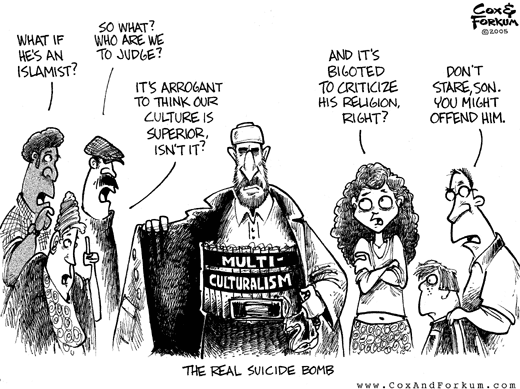 COX &
FORKUM
©2005
WHAT IF
HE'S AN
ISLAMIST?
SO WHAT?
WHO ARE WE
TO JUDGE?
IT'S ARROGANT
TO THINK OUR
CULTURE IS
SUPERIOR,
ISN'T IT?
AND IT'S
BIGOTED
TO CRITICIZE
HIS RELIGION,
RIGHT?
DON'T
STARE, SON.
YOU MIGHT
OFFEND HIM.
MULTI-
CULTURALISM
THE REAL SUICIDE BOMB
www.CoxAndForkum.com